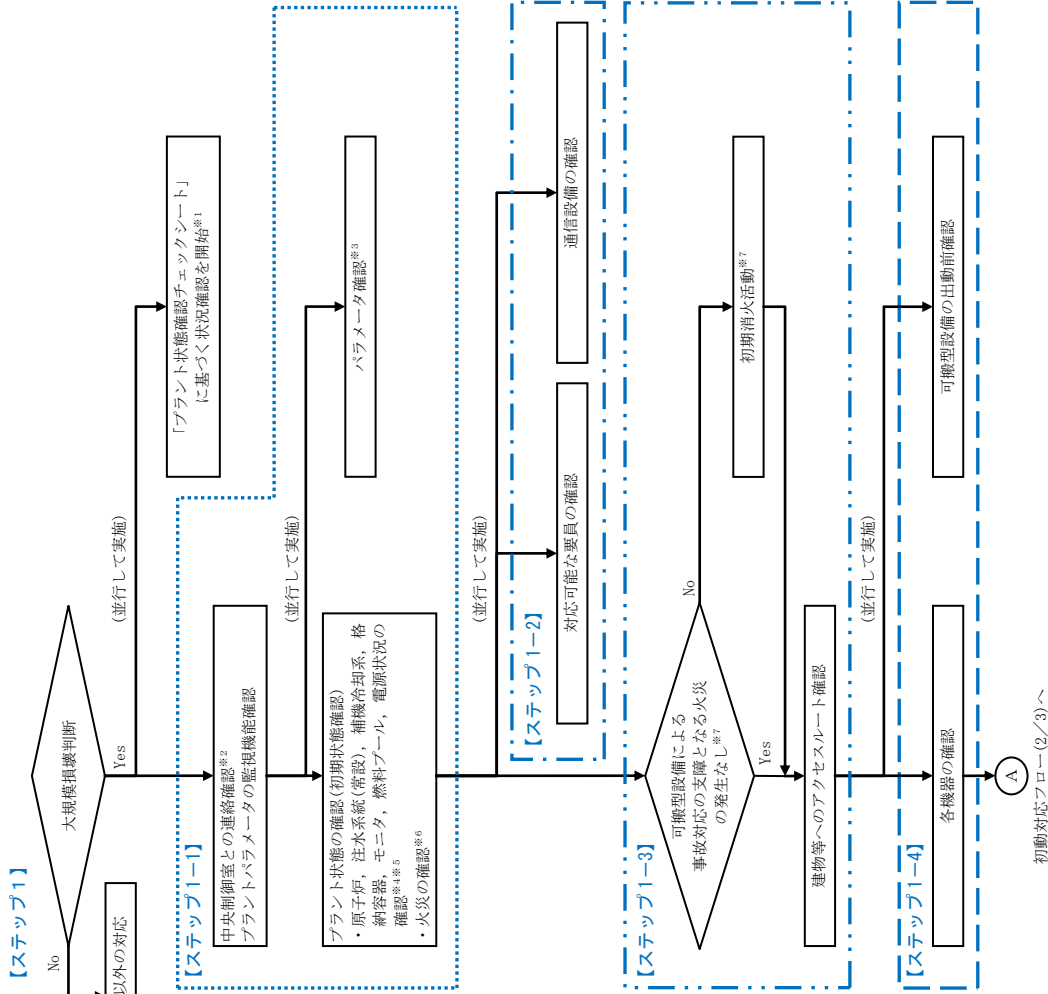 【ステップ1】
大規模損壊判断
No
以外の対応
Yes
(並行して実施)
「プラント状態確認チェックシート」
に基づく状況確認を開始※1
【ステップ1-1】
中央制御室との連絡確認※2
プラントパラメータの監視機能確認
(並行して実施)
パラメータ確認※3
プラント状態の確認(初期状態確認)
・原子炉,注水系統(常設),補機冷却系,格
納容器,モニタ,燃料プール,電源状況の
確認※4※5
・火災の確認※6
(並行して実施)
【ステップ1-2】
対応可能な要員の確認
通信設備の確認
【ステップ1-3】
可搬型設備による
事故対応の支障となる火災
の発生なし※7
No
初期消火活動※7
Yes
建物等へのアクセスルート確認
(並行して実施)
【ステップ1-4】
各機器の確認
可搬型設備の出動前確認
A
初動対応フロー(2/3)へ